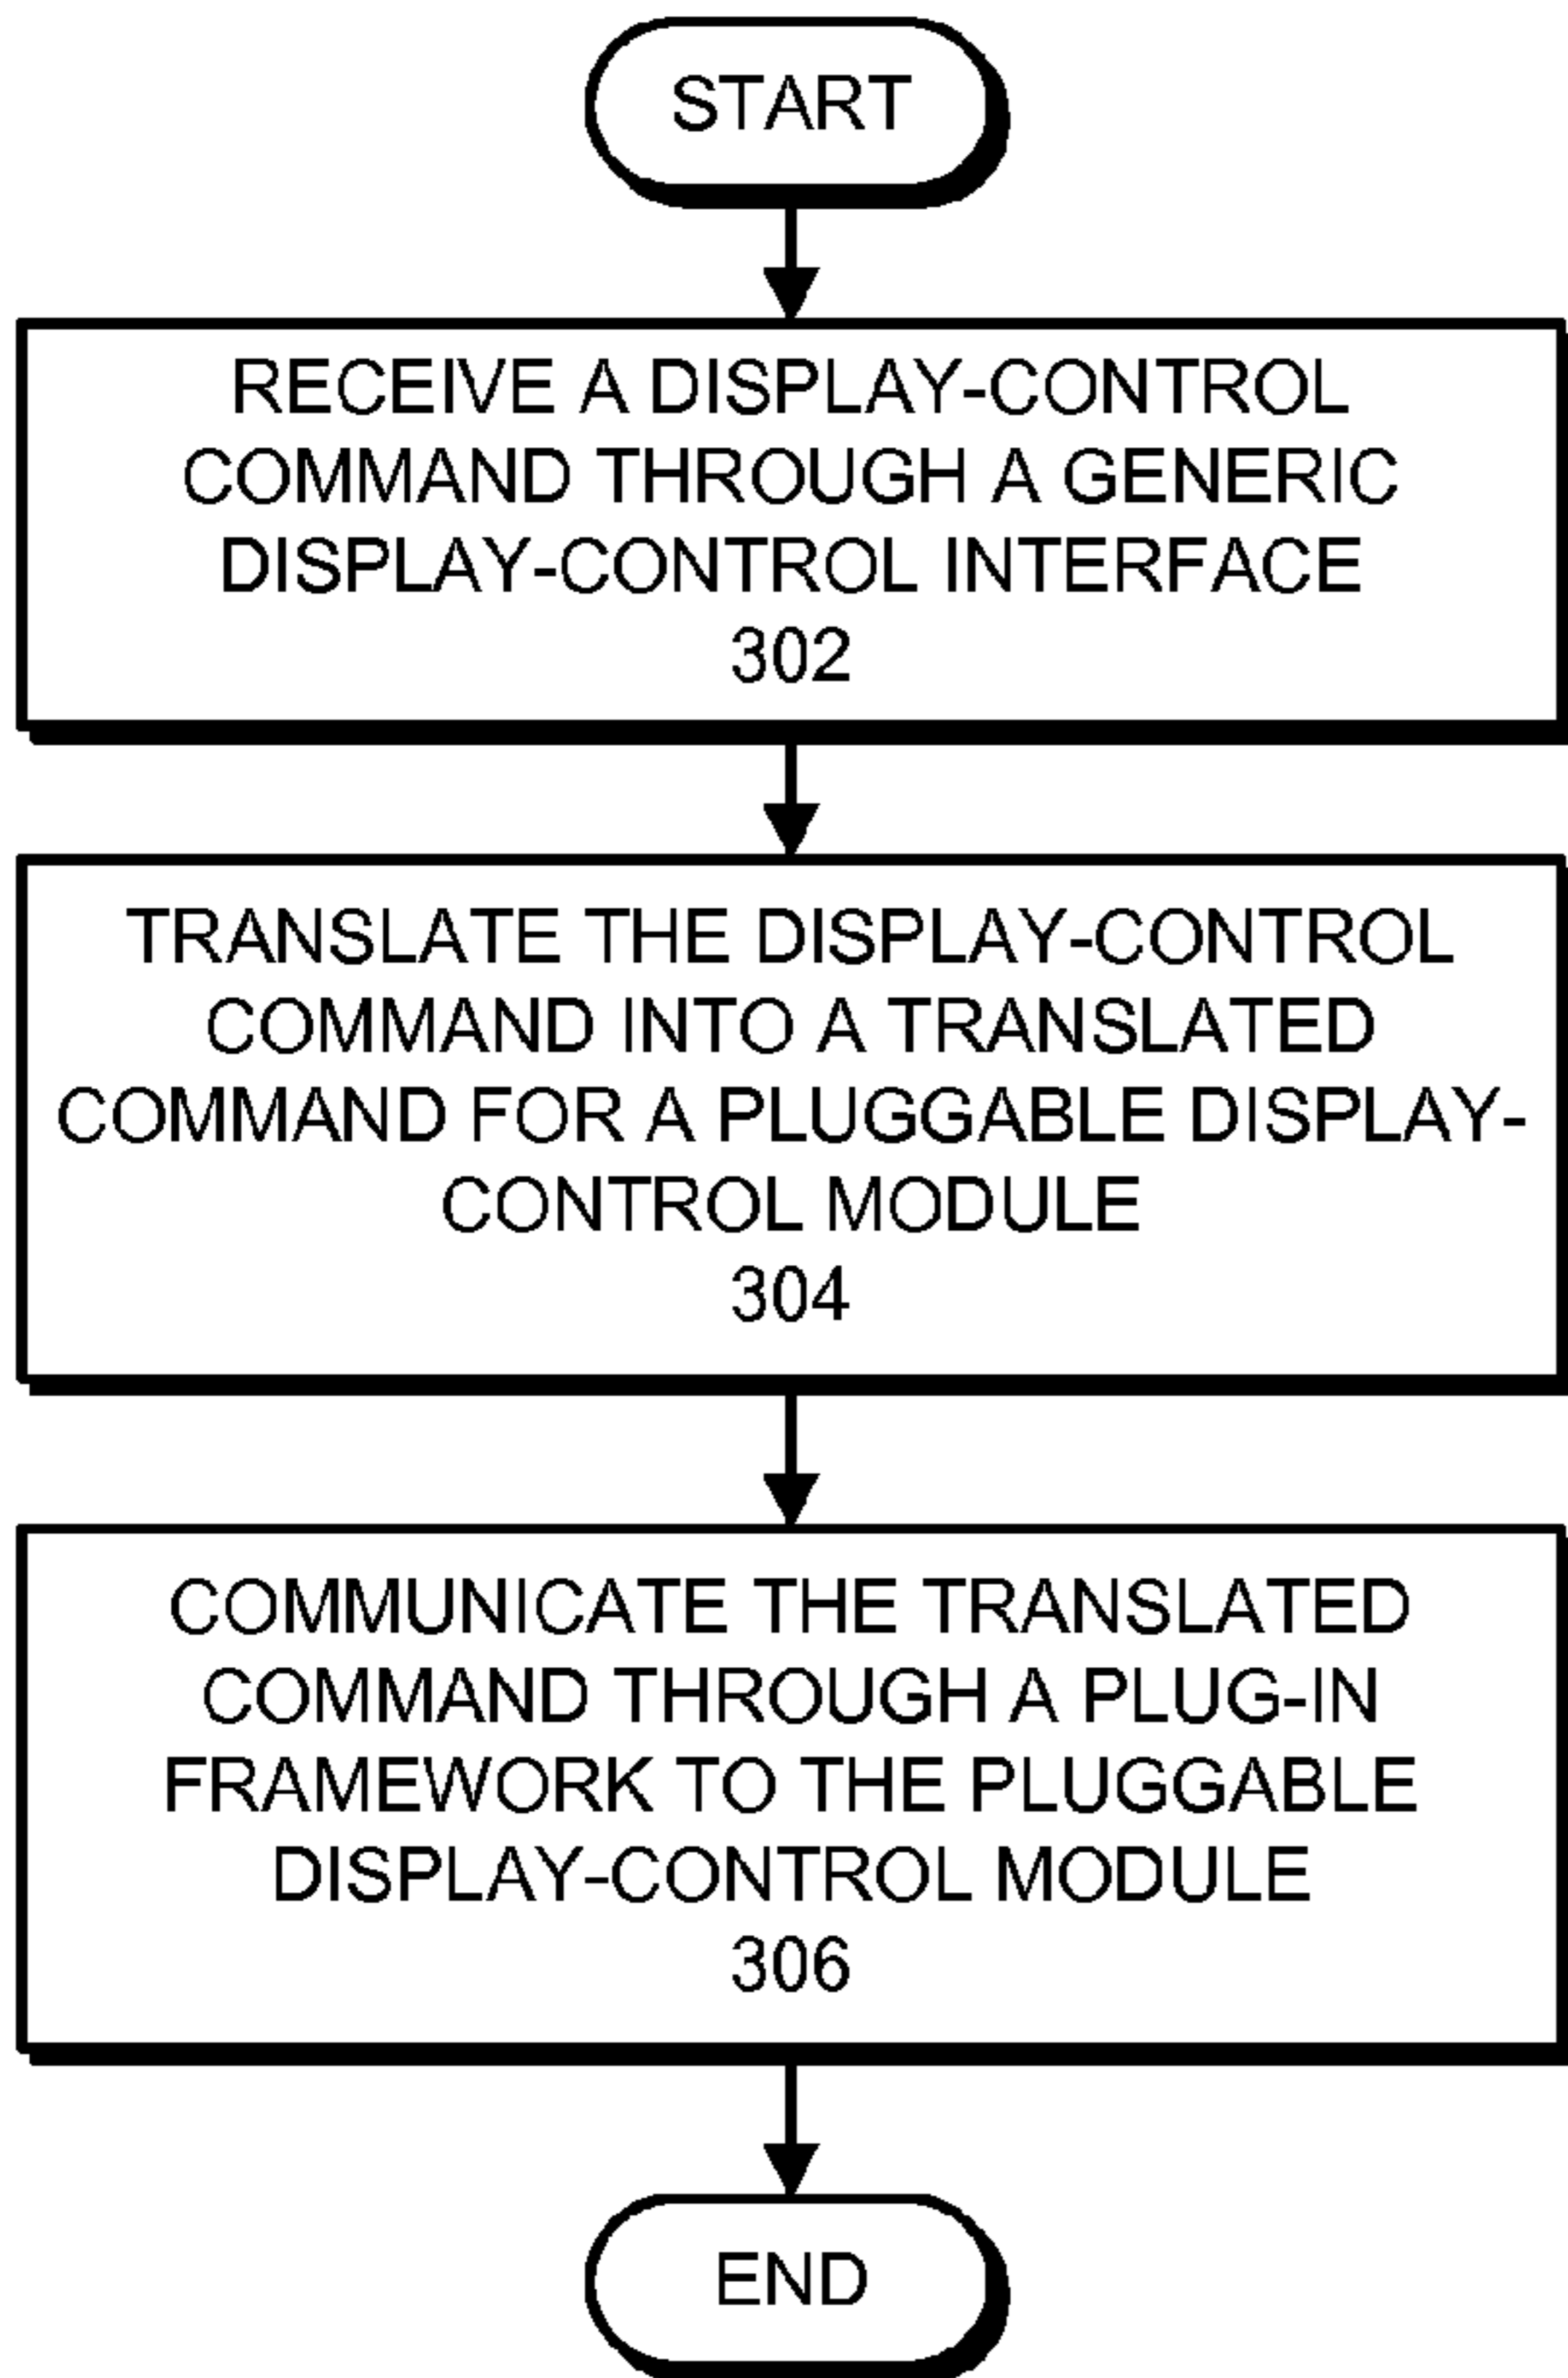 START
RECEIVE A DISPLAY-CONTROL
COMMAND THROUGH A GENERIC
DISPLAY-CONTROL INTERFACE
302
TRANSLATE THE DISPLAY-CONTROL
COMMAND INTO A TRANSLATED
COMMAND FOR A PLUGGABLE DISPLAY-
CONTROL MODULE
304
COMMUNICATE THE TRANSLATED
COMMAND THROUGH A PLUG-IN
FRAMEWORK TO THE PLUGGABLE
DISPLAY-CONTROL MODULE
306
END